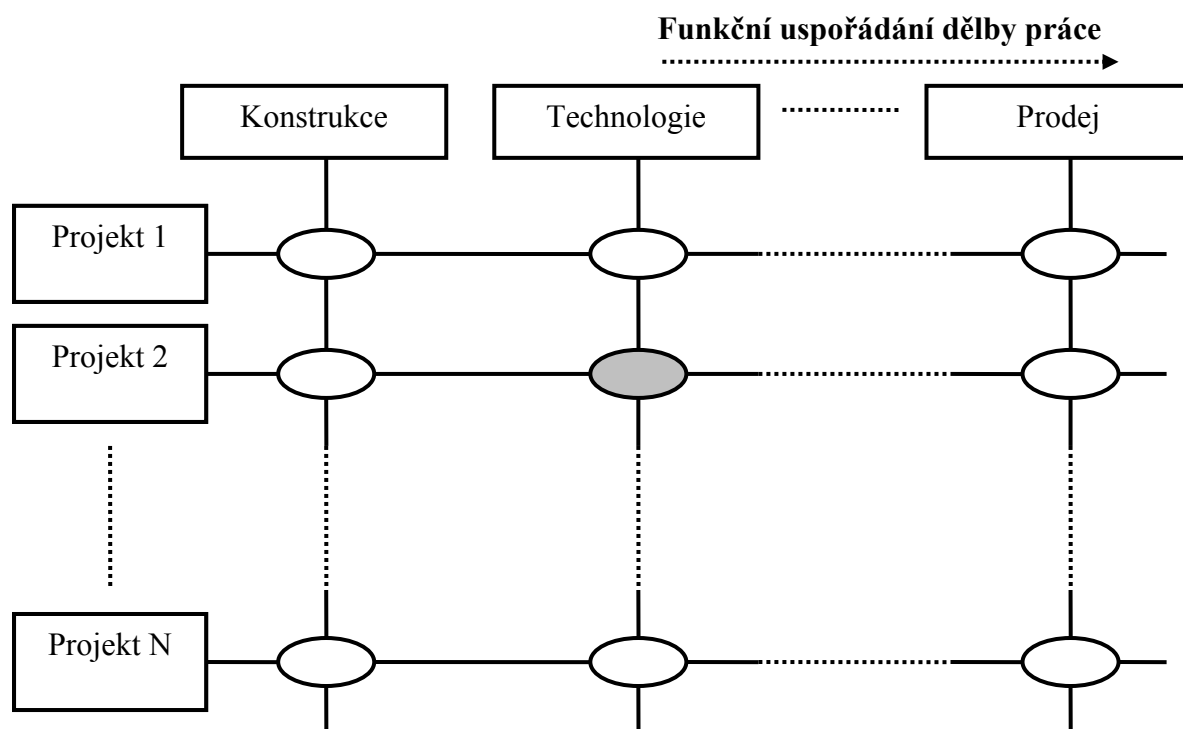 Funkční uspořádání dělby práce
Konstrukce
Technologie
Prodej
Projekt 1
Projekt 2
Projekt N